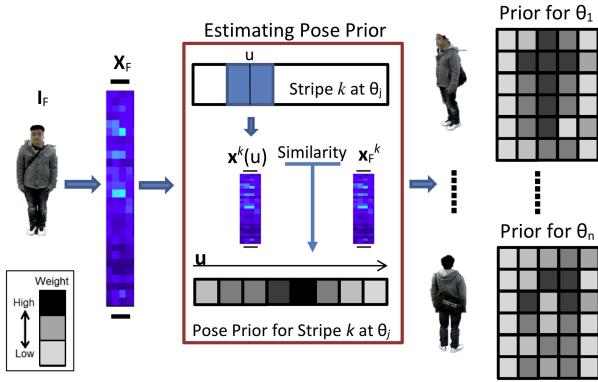 I_F
X_F
Estimating Pose Prior
u
Stripe k at θ_j
x^k(u)
Similarity
x_F^k
u
Pose Prior for Stripe k at θ_j
Prior for θ_1
Prior for θ_n
Weight
High
Low